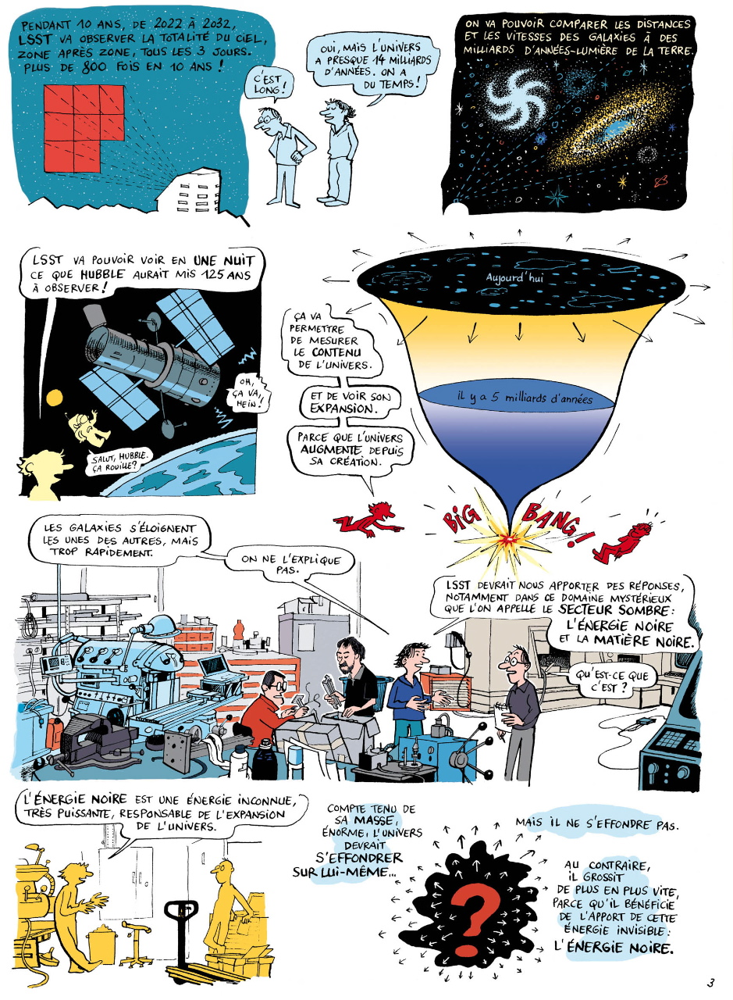 PENDANT 10 ANS, DE 2022 À 2032,
LSST VA OBSERVER LA TOTALITÉ DU CIEL,
ZONE APRÈS ZONE, TOUS LES 3 JOURS.
PLUS DE 800 FOIS EN 10 ANS !
C'EST
LONG !
OUI, MAIS L'UNIVERS
A PRESQUE 14 MILLIARDS
D'ANNÉES. ON A
DU TEMPS !
ON VA POUVOIR COMPARER LES DISTANCES
ET LES VITESSES DES GALAXIES À DES
MILLIARDS D'ANNÉES-LUMIÈRE DE LA TERRE.
LSST VA POUVOIR VOIR EN UNE NUIT
CE QUE HUBBLE AURAIT MIS 125 ANS
À OBSERVER !
OH,
ÇA VA,
HEIN !
SALUT, HUBBLE.
ÇA ROUILLE ?
ÇA VA
PERMETTRE
DE MESURER
LE CONTENU
DE L'UNIVERS.
ET DE VOIR SON
EXPANSION.
PARCE QUE L'UNIVERS
AUGMENTE DEPUIS
SA CRÉATION.
Aujourd'hui
il y a 5 milliards d'années
BIG BANG !
LES GALAXIES S'ÉLOIGNENT
LES UNES DES AUTRES, MAIS
TROP RAPIDEMENT.
ON NE L'EXPLIQUE
PAS.
LSST DEVRAIT NOUS APPORTER DES RÉPONSES,
NOTAMMENT DANS CE DOMAINE MYSTÉRIEUX
QUE L'ON APPELLE LE SECTEUR SOMBRE :
L'ÉNERGIE NOIRE
ET LA MATIÈRE NOIRE.
QU'EST-CE QUE
C'EST ?
L'ÉNERGIE NOIRE EST UNE ÉNERGIE INCONNUE,
TRÈS PUISSANTE, RESPONSABLE DE L'EXPANSION
DE L'UNIVERS.
COMPTE TENU DE
SA MASSE,
ÉNORME, L'UNIVERS
DEVRAIT
S'EFFONDRER
SUR LUI-MÊME...
?
MAIS IL NE S'EFFONDRE PAS.
AU CONTRAIRE,
IL GROSSIT
DE PLUS EN PLUS VITE,
PARCE QU'IL BÉNÉFICIE
DE L'APPORT DE CETTE
ÉNERGIE INVISIBLE :
L'ÉNERGIE NOIRE.
3